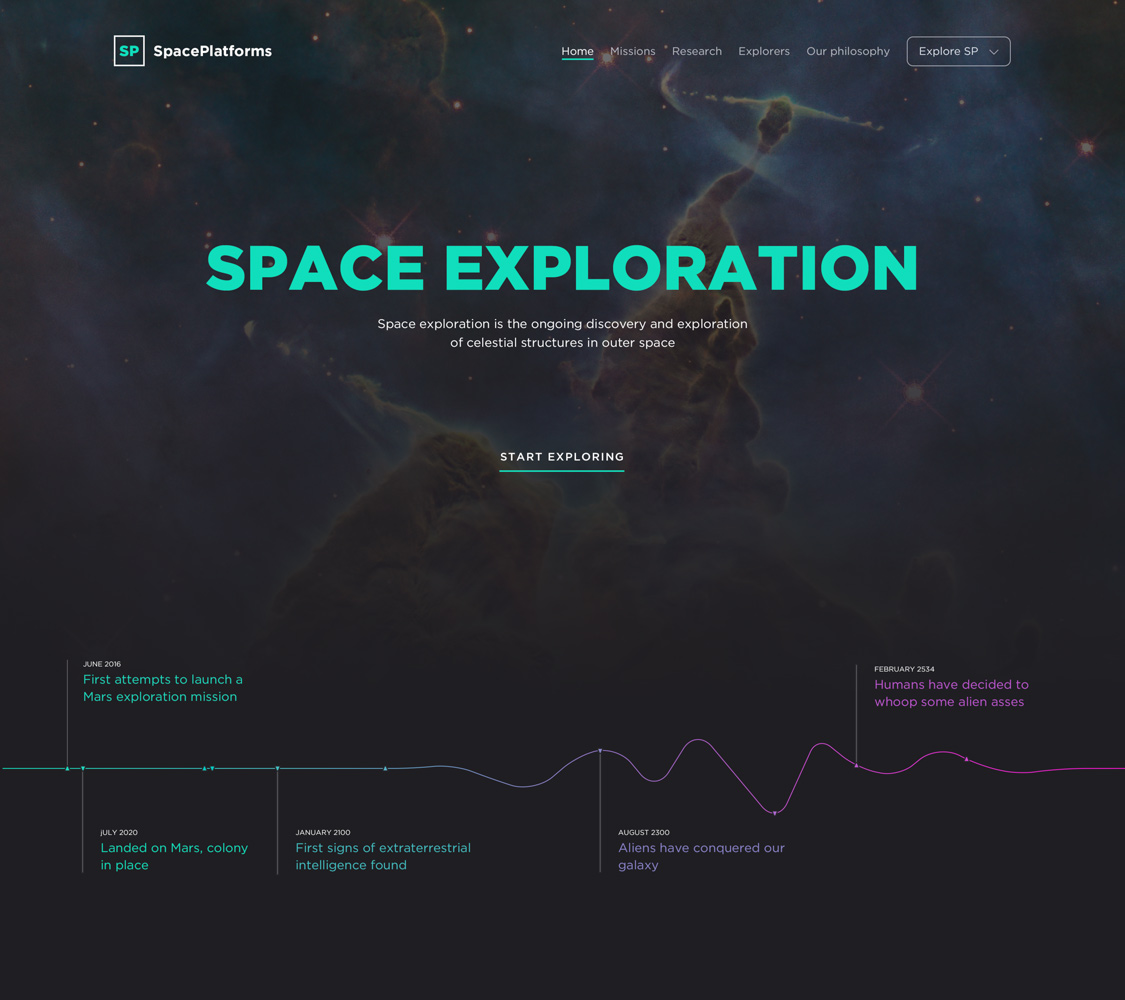 SP SpacePlatforms
Home Missions Research Explorers Our philosophy Explore SP
SPACE EXPLORATION
Space exploration is the ongoing discovery and exploration
of celestial structures in outer space
START EXPLORING
JUNE 2016
First attempts to launch a
Mars exploration mission
FEBRUARY 2534
Humans have decided to
whoop some alien asses
jULY 2020
Landed on Mars, colony
in place
JANUARY 2100
First signs of extraterrestrial
intelligence found
AUGUST 2300
Aliens have conquered our
galaxy